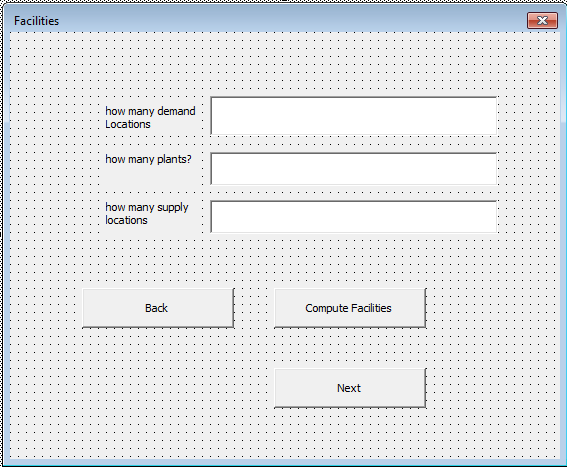 Facilities
how many demand
Locations
how many plants?
how many supply
locations
Back
Compute Facilities
Next